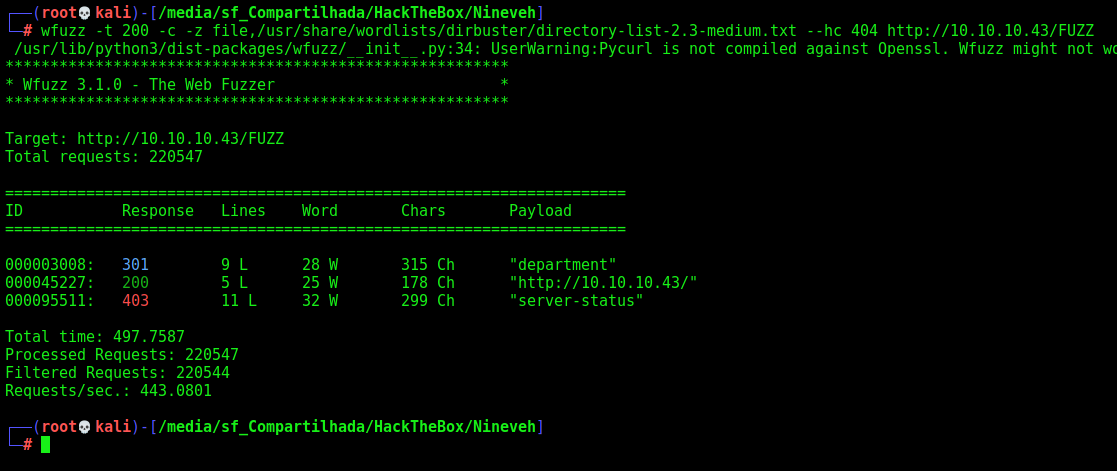 ┌──(root💀kali)-[/media/sf_Compartilhada/HackTheBox/Nineveh]
└─# wfuzz -t 200 -c -z file,/usr/share/wordlists/dirbuster/directory-list-2.3-medium.txt --hc 404 http://10.10.10.43/FUZZ
 /usr/lib/python3/dist-packages/wfuzz/__init__.py:34: UserWarning:Pycurl is not compiled against Openssl. Wfuzz might not wo
********************************************************
* Wfuzz 3.1.0 - The Web Fuzzer                         *
********************************************************
Target: http://10.10.10.43/FUZZ
Total requests: 220547
=====================================================================
ID           Response   Lines    Word       Chars       Payload
=====================================================================
000003008:   301        9 L      28 W       315 Ch      "department"
000045227:   200        5 L      25 W       178 Ch      "http://10.10.10.43/"
000095511:   403        11 L     32 W       299 Ch      "server-status"
Total time: 497.7587
Processed Requests: 220547
Filtered Requests: 220544
Requests/sec.: 443.0801
┌──(root💀kali)-[/media/sf_Compartilhada/HackTheBox/Nineveh]
└─#